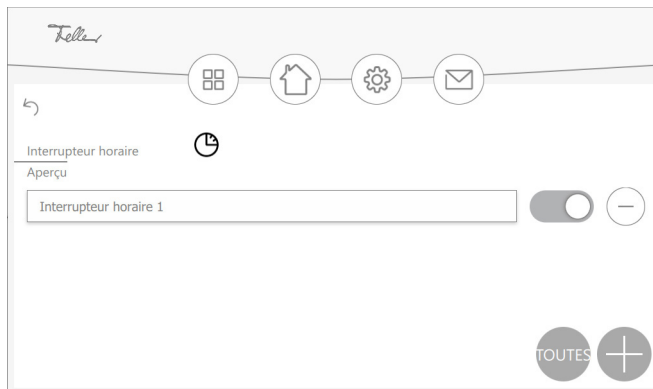 Feller
Interrupteur horaire
Aperçu
Interrupteur horaire 1
TOUTES